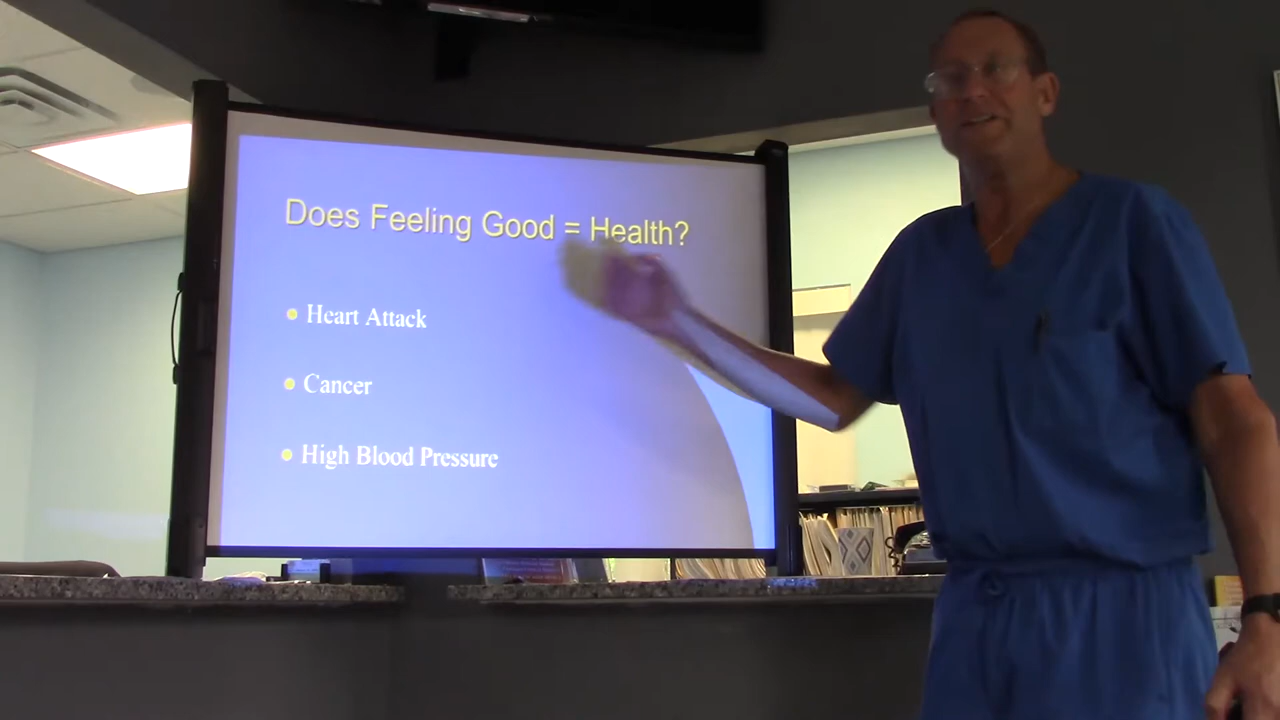 Does Feeling Good = Health?
Heart Attack
Cancer
High Blood Pressure